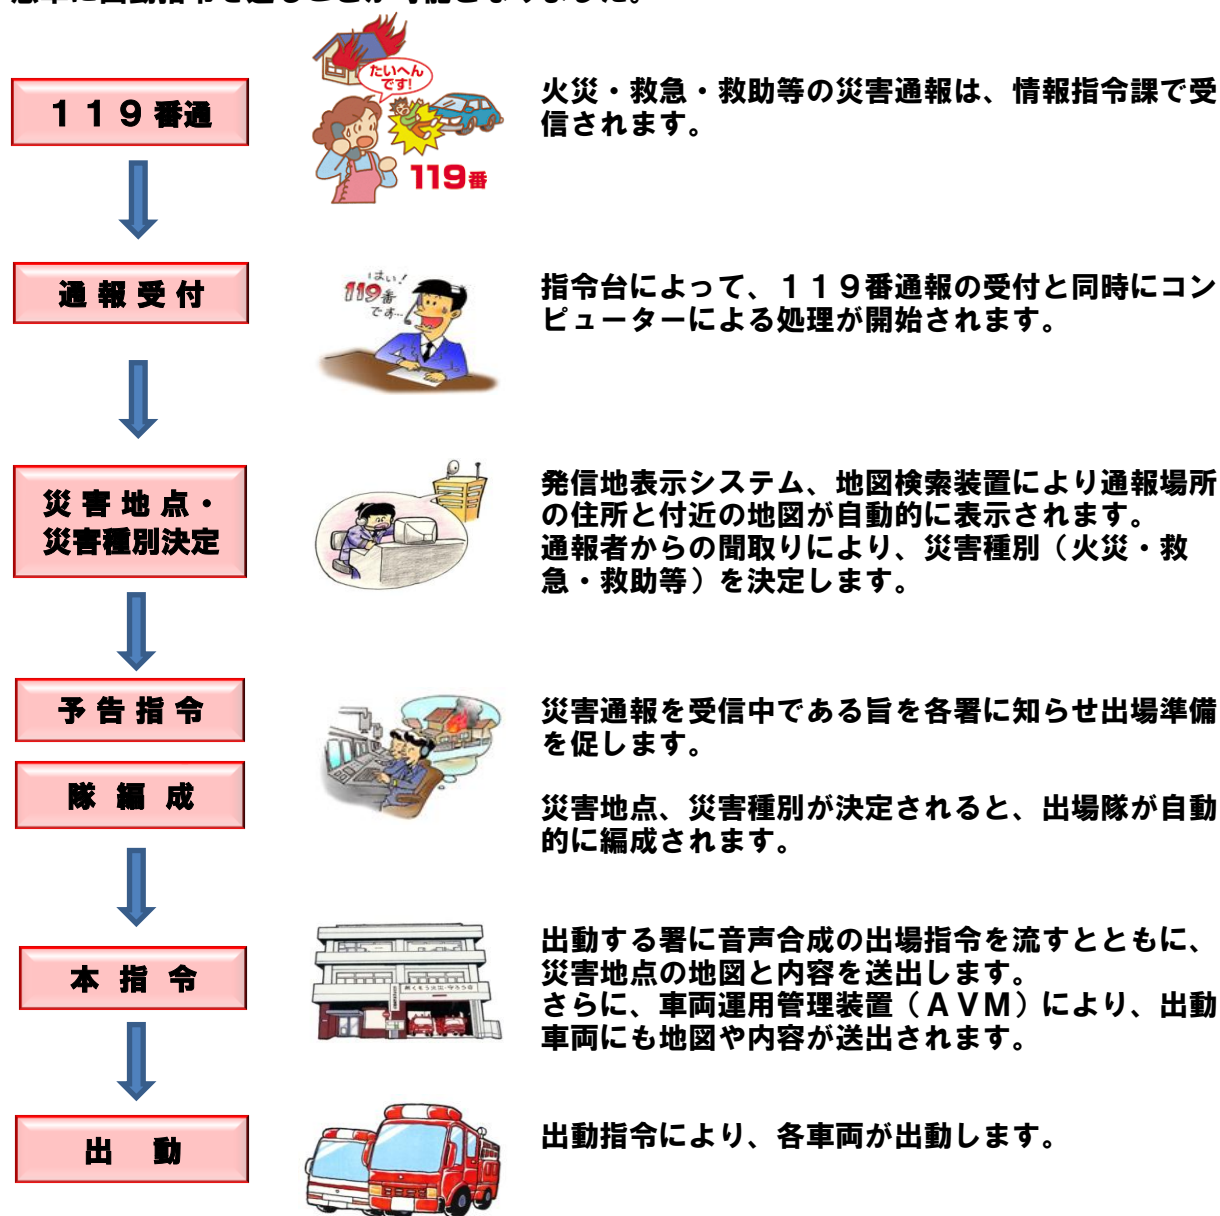 119番通
たいへん
です!
119番
火災・救急・救助等の災害通報は、情報指令課で受
信されます。
通報受付
はい!
119番
です…
指令台によって、119番通報の受付と同時にコン
ピューターによる処理が開始されます。
災害地点・
災害種別決定
発信地表示システム、地図検索装置により通報場所
の住所と付近の地図が自動的に表示されます。
通報者からの聞取りにより、災害種別(火災・救
急・救助等)を決定します。
予告指令
災害通報を受信中である旨を各署に知らせ出場準備
を促します。
隊編成
災害地点、災害種別が決定されると、出場隊が自動
的に編成されます。
本指令
出動する署に音声合成の出場指令を流すとともに、
災害地点の地図と内容を送出します。
さらに、車両運用管理装置(AVM)により、出動
車両にも地図や内容が送出されます。
出動
出動指令により、各車両が出動します。